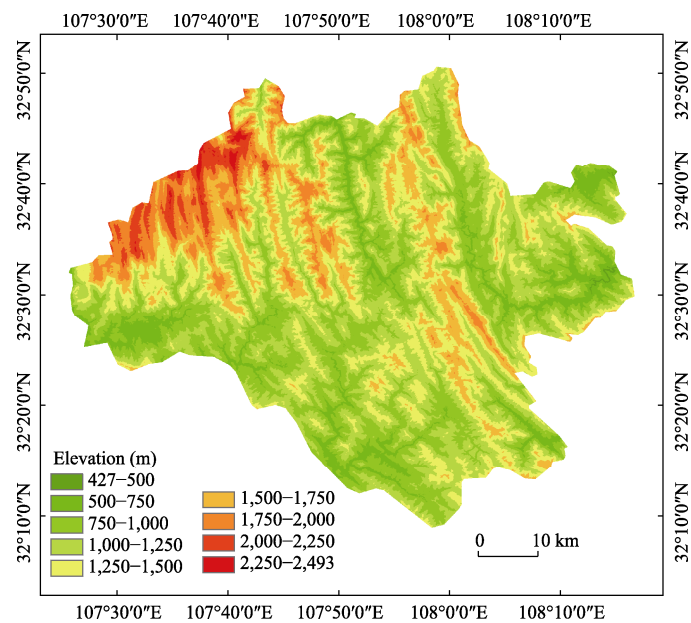 107°30′0″E 107°40′0″E 107°50′0″E 108°0′0″E 108°10′0″E
32°50′0″N 32°50′0″N
32°40′0″N 32°40′0″N
32°30′0″N 32°30′0″N
32°20′0″N 32°20′0″N
32°10′0″N 32°10′0″N
Elevation (m)
427−500
500−750
750−1,000
1,000−1,250
1,250−1,500
1,500−1,750
1,750−2,000
2,000−2,250
2,250−2,493
0 10 km
107°30′0″E 107°40′0″E 107°50′0″E 108°0′0″E 108°10′0″E